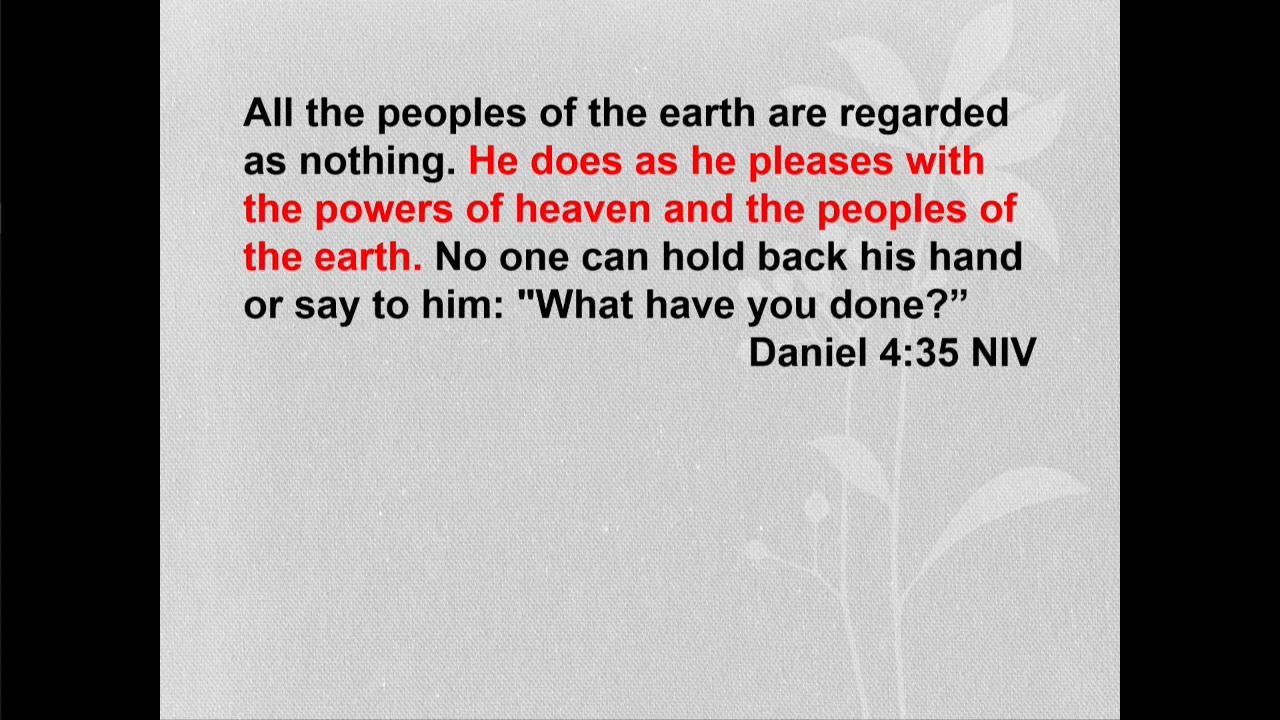 All the peoples of the earth are regarded
as nothing. He does as he pleases with
the powers of heaven and the peoples of
the earth. No one can hold back his hand
or say to him: "What have you done?”
Daniel 4:35 NIV